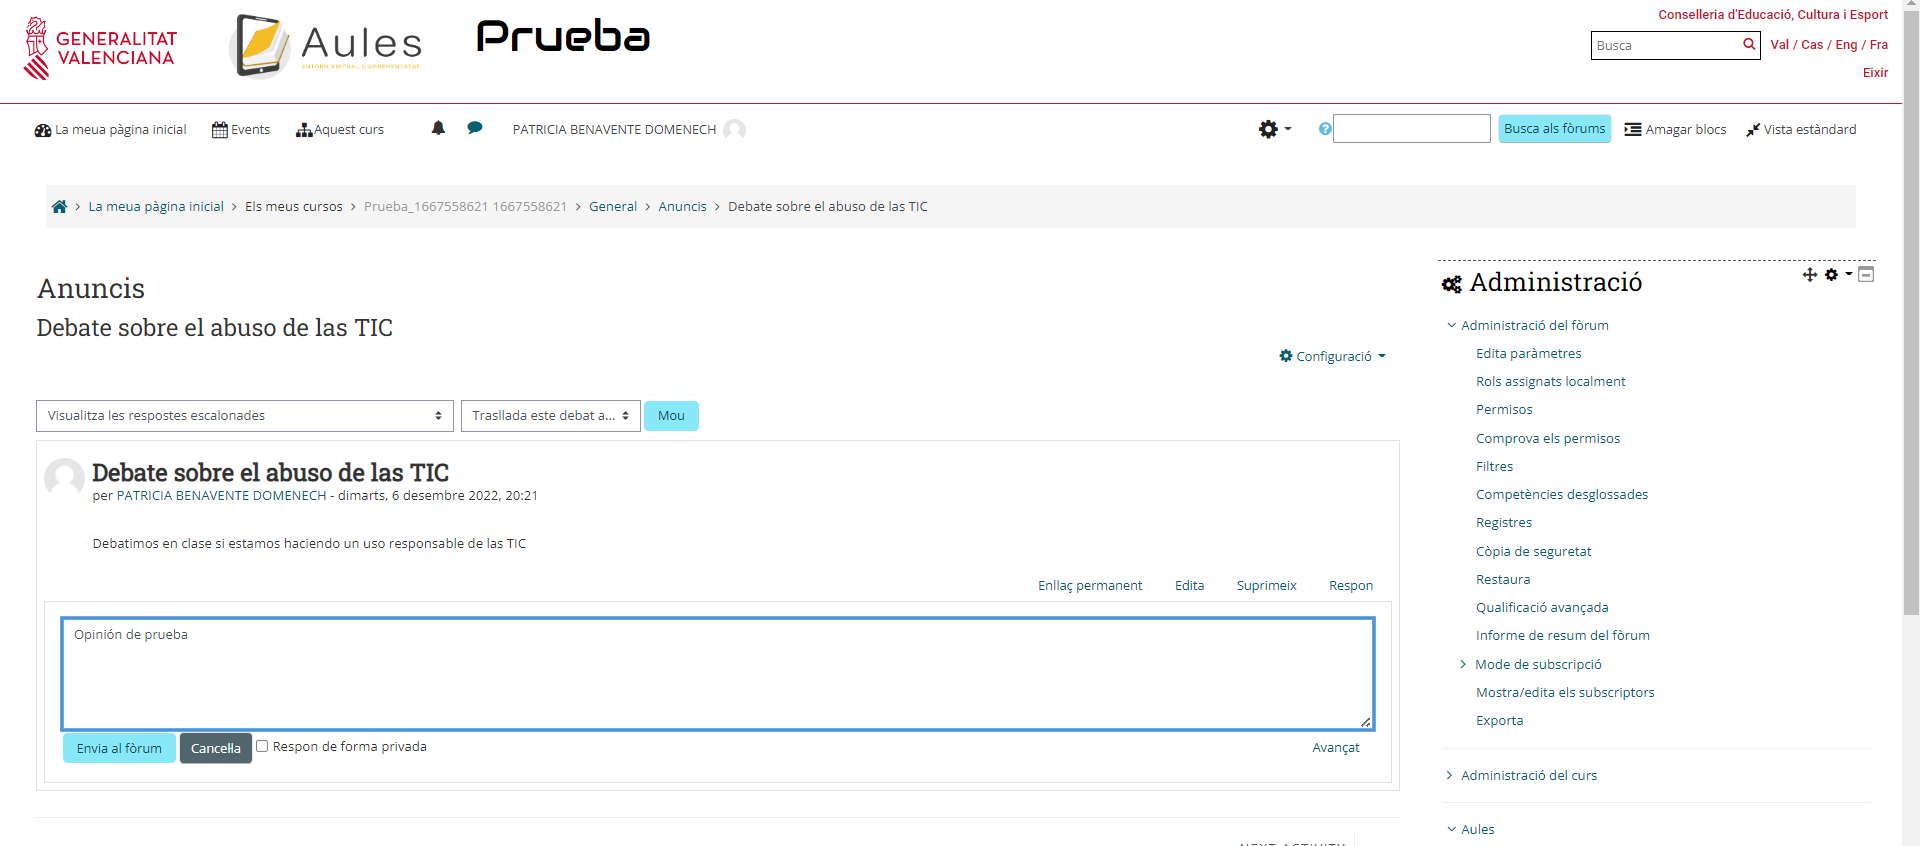 GENERALITAT
VALENCIANA
Aules
ENTORN VIRTUAL D'APRENENTATGE
Prueba
Conselleria d'Educació, Cultura i Esport
Busca
Val / Cas / Eng / Fra
Eixir
La meua pàgina inicial
Events
Aquest curs
PATRICIA BENAVENTE DOMENECH
Busca als fòrums
Amagar blocs
Vista estàndard
La meua pàgina inicial > Els meus cursos > Prueba_1667558621 1667558621 > General > Anuncis > Debate sobre el abuso de las TIC
Anuncis
Debate sobre el abuso de las TIC
Configuració
Visualitza les respostes escalonades
Trasllada este debat a...
Mou
Debate sobre el abuso de las TIC
per PATRICIA BENAVENTE DOMENECH - dimarts, 6 desembre 2022, 20:21
Debatimos en clase si estamos haciendo un uso responsable de las TIC
Enllaç permanent
Edita
Suprimeix
Respon
Opinión de prueba
Envia al fòrum
Cancel·la
Respon de forma privada
Avançat
NEXT ACTIVITY
Administració
Administració del fòrum
Edita paràmetres
Rols assignats localment
Permisos
Comprova els permisos
Filtres
Competències desglossades
Registres
Còpia de seguretat
Restaura
Qualificació avançada
Informe de resum del fòrum
Mode de subscripció
Mostra/edita els subscriptors
Exporta
Administració del curs
Aules